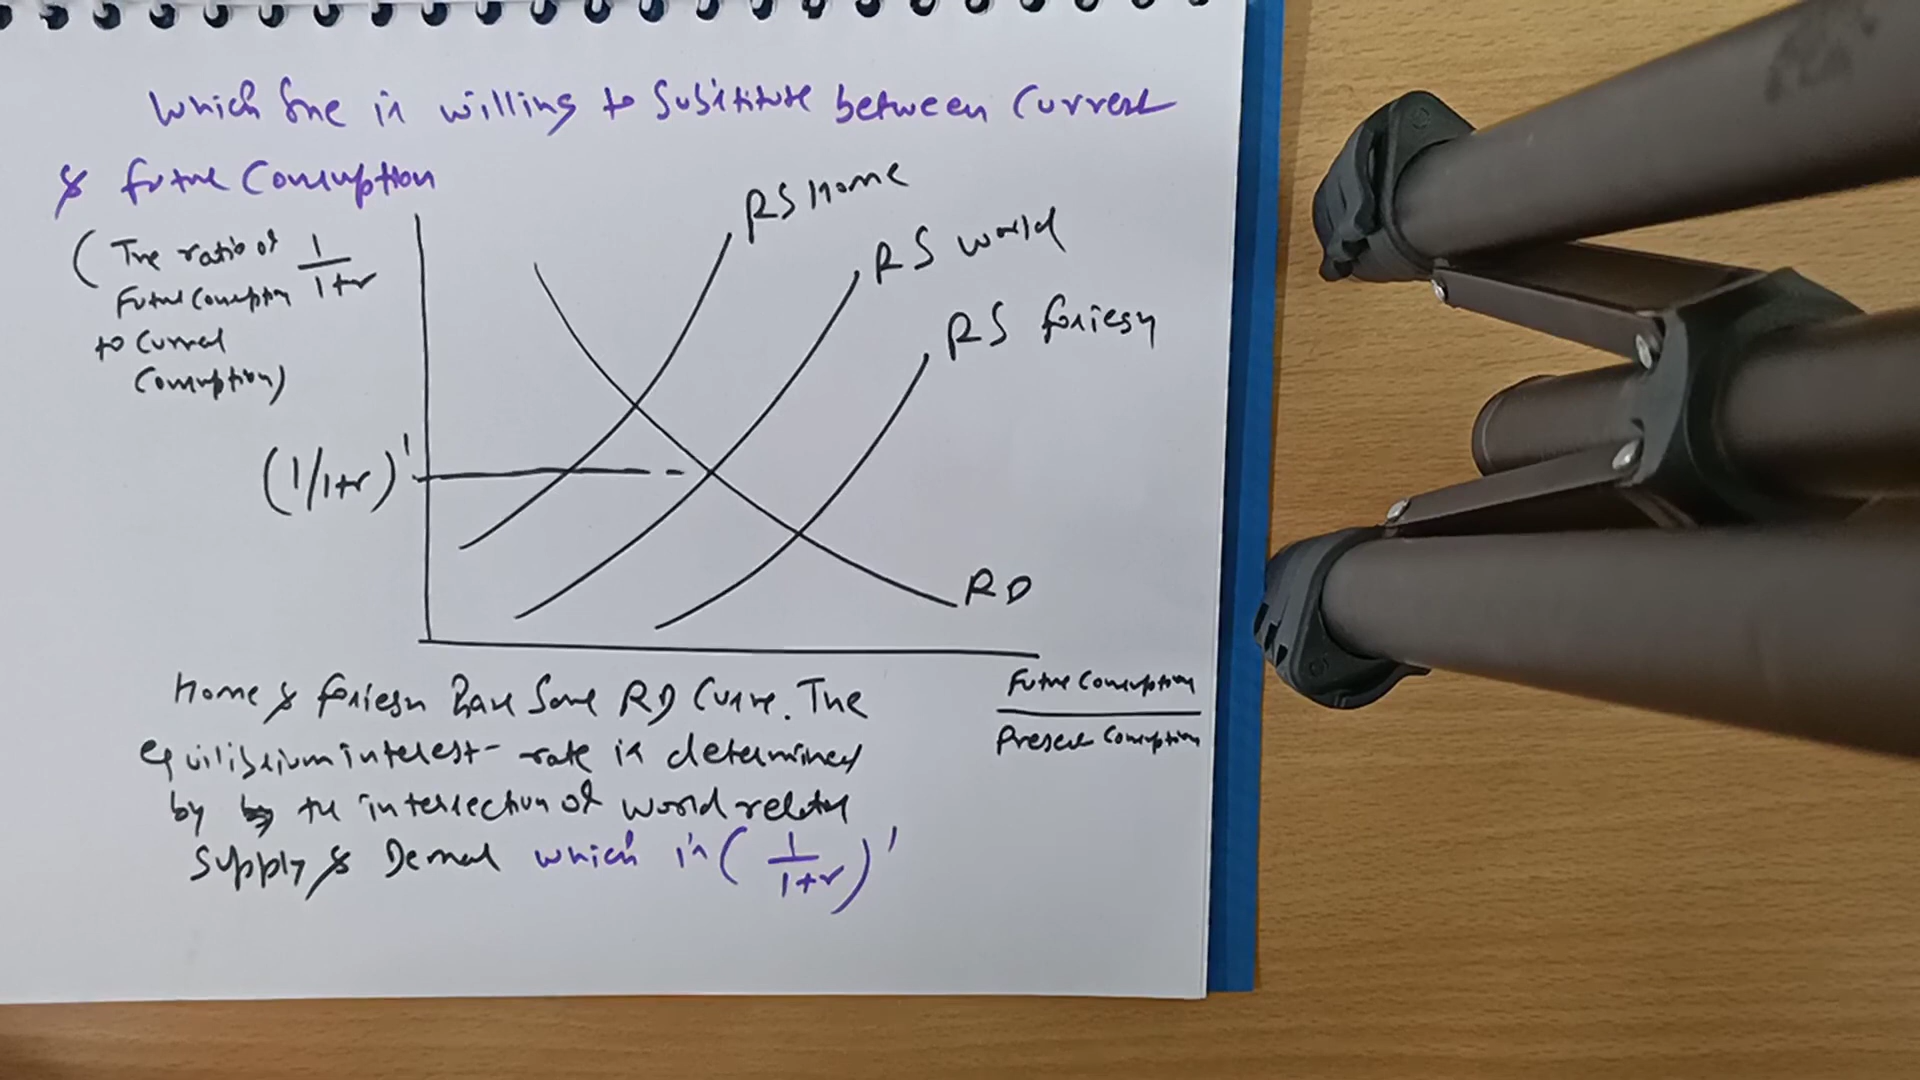 which one is willing to Substitute between Current
& future Consumption
(The ratio of
Future Consumption
to Current
Consumption)
1
1+r
RS Home
RS world
RS foriegn
(1/1+r)'
RD
Future Consumption
Present Consumption
Home & foriegn have Same RD Curve. The
equilibrium interest-rate is determined
by the intersection of world relative
Supply & Demand which is (1/1+r)'